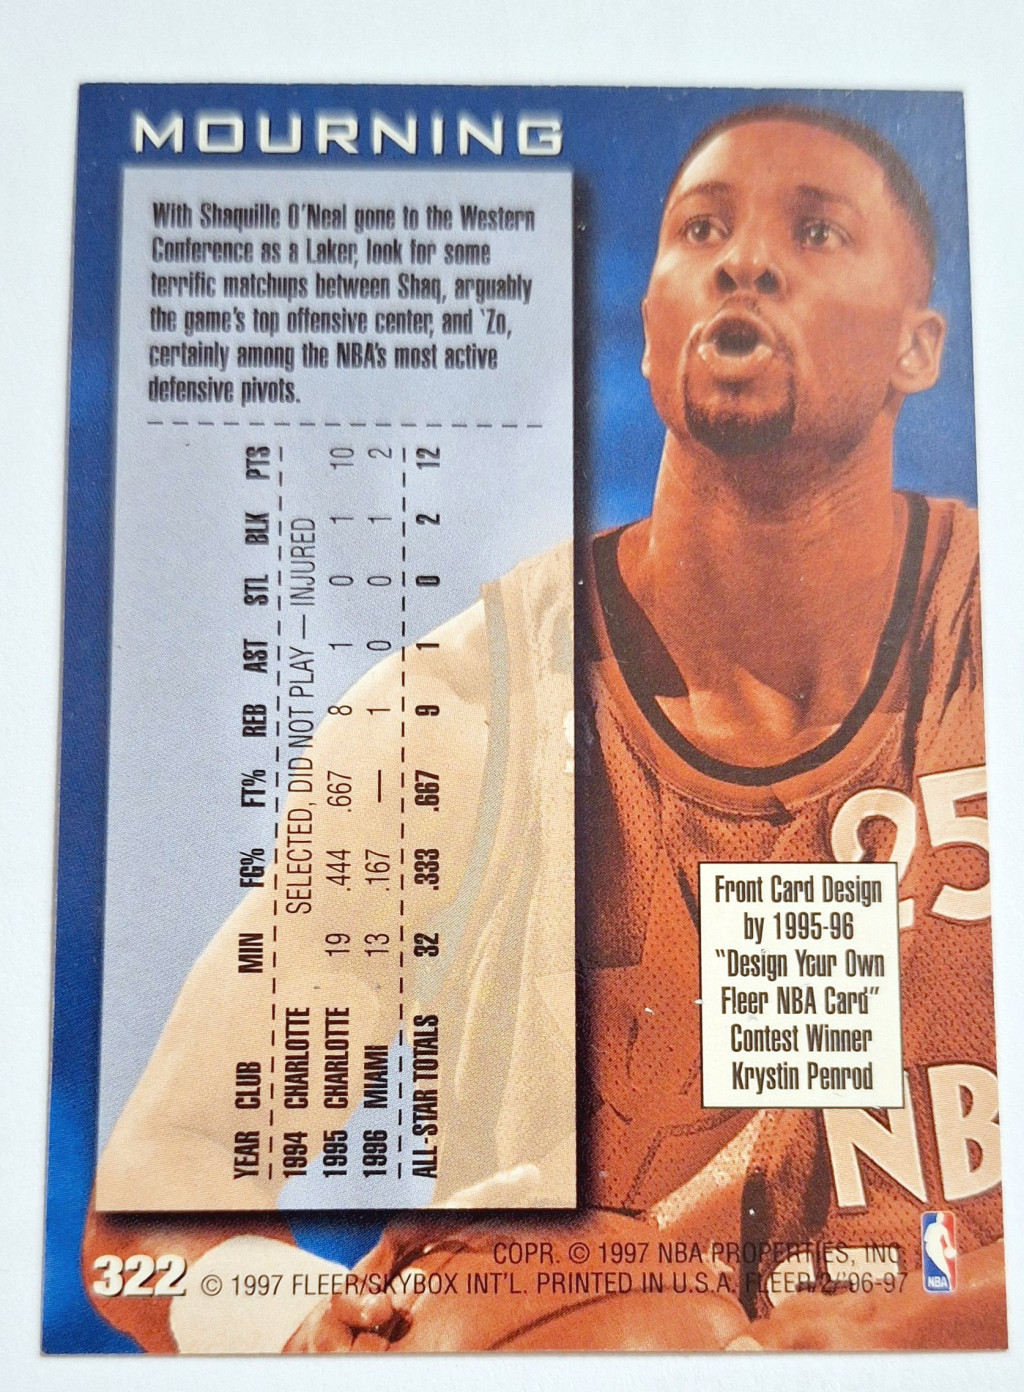 MOURNING
With Shaquille O'Neal gone to the Western
Conference as a Laker, look for some
terrific matchups between Shaq, arguably
the game's top offensive center, and 'Zo,
certainly among the NBA's most active
defensive pivots.
YEAR CLUB MIN FG% FT% REB AST STL BLK PTS
1994 CHARLOTTE SELECTED, DID NOT PLAY — INJURED
1995 CHARLOTTE 19 .444 .667 8 1 0 1 10
1996 MIAMI 13 .167 — 1 0 0 1 2
ALL-STAR TOTALS 32 .333 .667 9 1 0 2 12
25
Front Card Design
by 1995-96
"Design Your Own
Fleer NBA Card"
Contest Winner
Krystin Penrod
NB
322
COPR. © 1997 NBA PROPERTIES, INC.
© 1997 FLEER/SKYBOX INT'L. PRINTED IN U.S.A. FLEER/2/'96-97
NBA